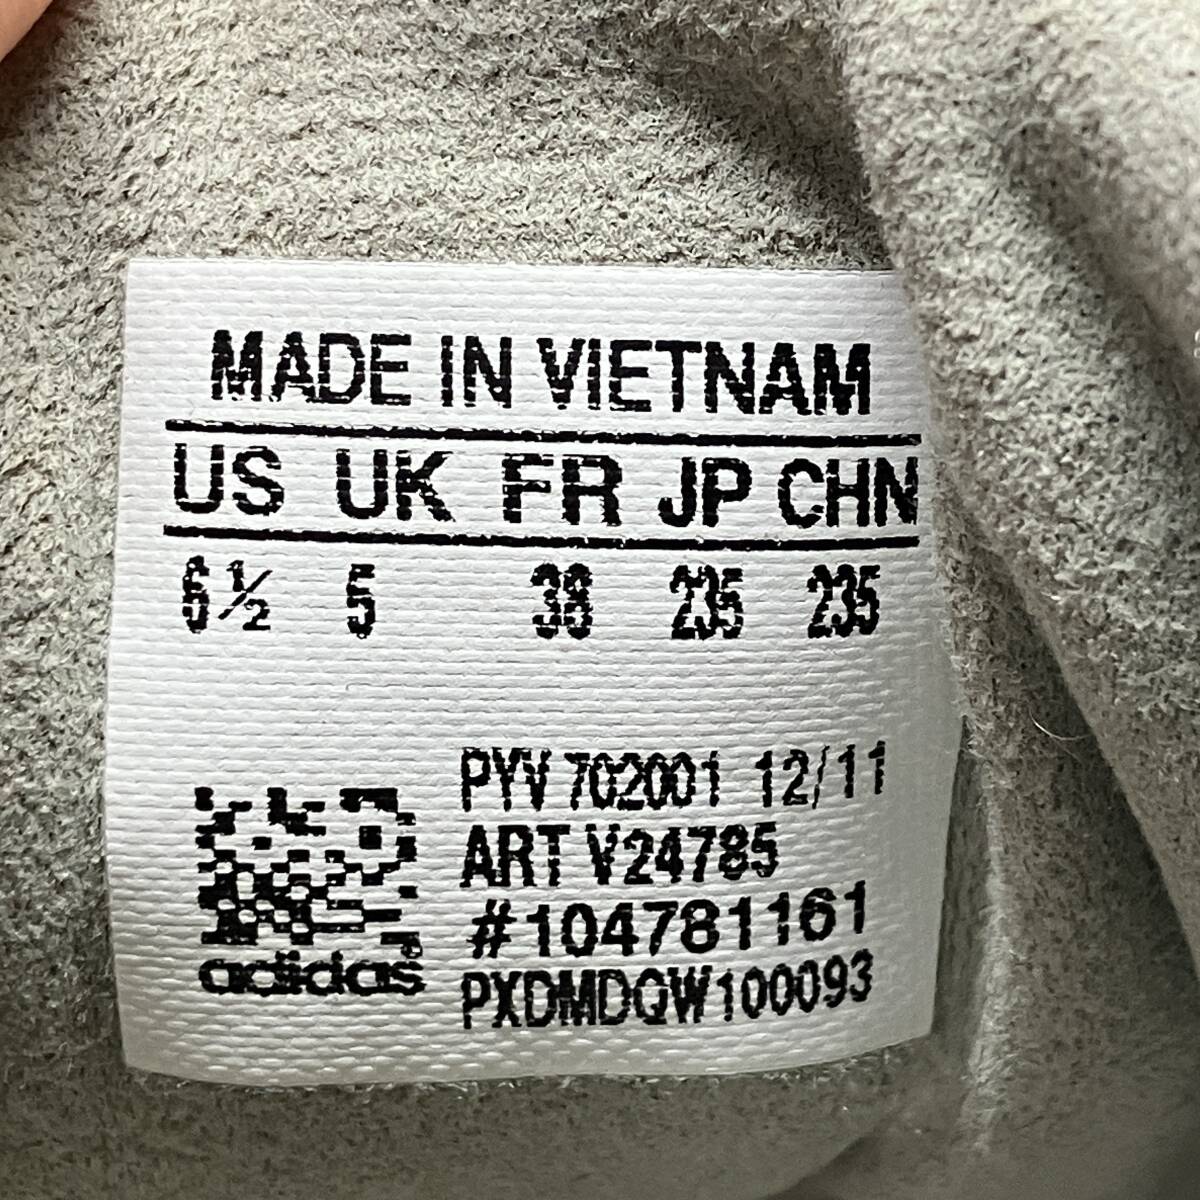 MADE IN VIETNAM
US UK FR JP CHN
6½ 5 38 235 235
PYV 702001 12/11
ART V24785
#104781161
PXDMDQW100093
adidas®